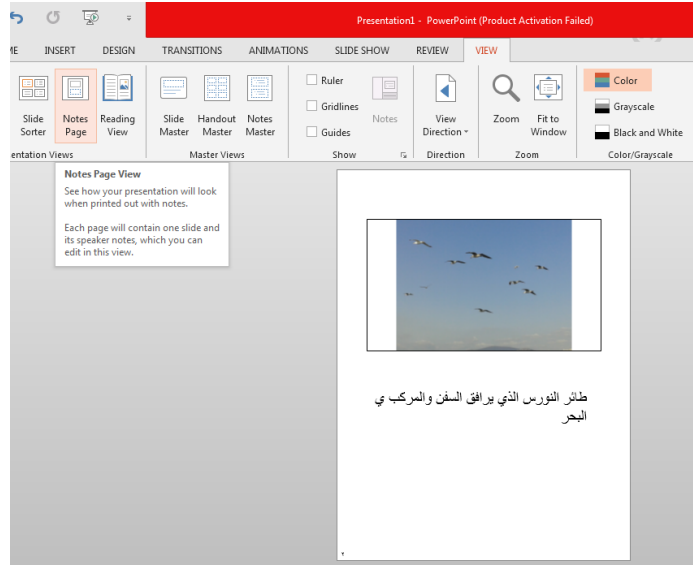 Presentation1 - PowerPoint (Product Activation Failed)
INSERT DESIGN TRANSITIONS ANIMATIONS SLIDE SHOW REVIEW VIEW
Slide Sorter
Notes Page
Reading View
Slide Master
Handout Master
Notes Master
Ruler
Gridlines
Guides
Notes
View Direction
Zoom
Fit to Window
Color
Grayscale
Black and White
entation Views
Master Views
Show
Direction
Zoom
Color/Grayscale
Notes Page View
See how your presentation will look
when printed out with notes.
Each page will contain one slide and
its speaker notes, which you can
edit in this view.
طائر النورس الذي يرافق السفن والمركب ي
البحر